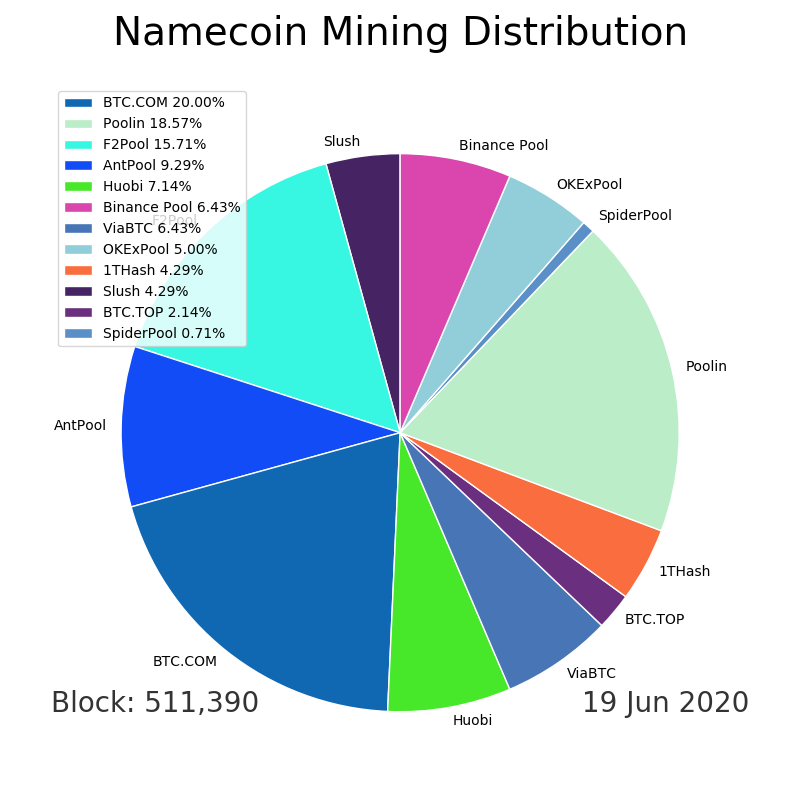 Namecoin Mining Distribution
BTC.COM 20.00%
Poolin 18.57%
F2Pool 15.71%
AntPool 9.29%
Huobi 7.14%
Binance Pool 6.43%
ViaBTC 6.43%
OKExPool 5.00%
1THash 4.29%
Slush 4.29%
BTC.TOP 2.14%
SpiderPool 0.71%
Slush
Binance Pool
OKExPool
SpiderPool
F2Pool
Poolin
AntPool
1THash
BTC.TOP
BTC.COM
ViaBTC
Huobi
Block: 511,390
19 Jun 2020